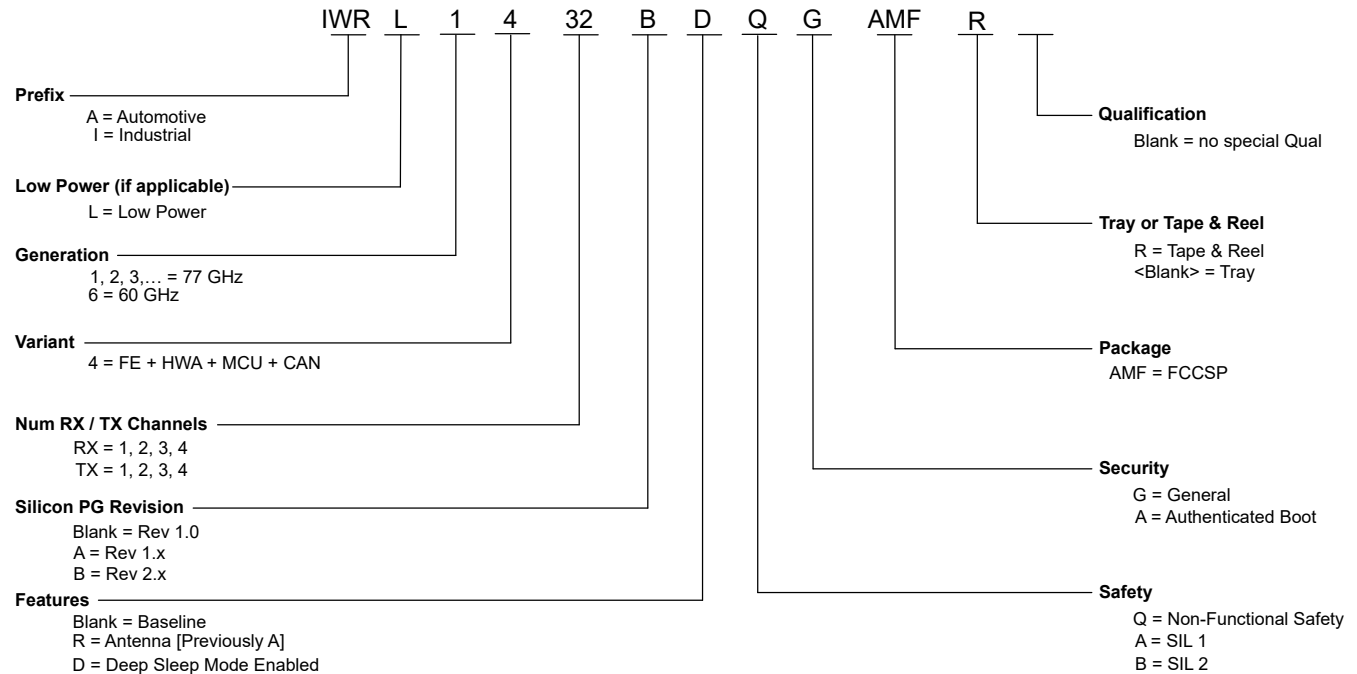 IWR L 1 4 32 B D Q G AMF R
Prefix
A = Automotive
I = Industrial
Low Power (if applicable)
L = Low Power
Generation
1, 2, 3,... = 77 GHz
6 = 60 GHz
Variant
4 = FE + HWA + MCU + CAN
Num RX / TX Channels
RX = 1, 2, 3, 4
TX = 1, 2, 3, 4
Silicon PG Revision
Blank = Rev 1.0
A = Rev 1.x
B = Rev 2.x
Features
Blank = Baseline
R = Antenna [Previously A]
D = Deep Sleep Mode Enabled
Qualification
Blank = no special Qual
Tray or Tape & Reel
R = Tape & Reel
<Blank> = Tray
Package
AMF = FCCSP
Security
G = General
A = Authenticated Boot
Safety
Q = Non-Functional Safety
A = SIL 1
B = SIL 2